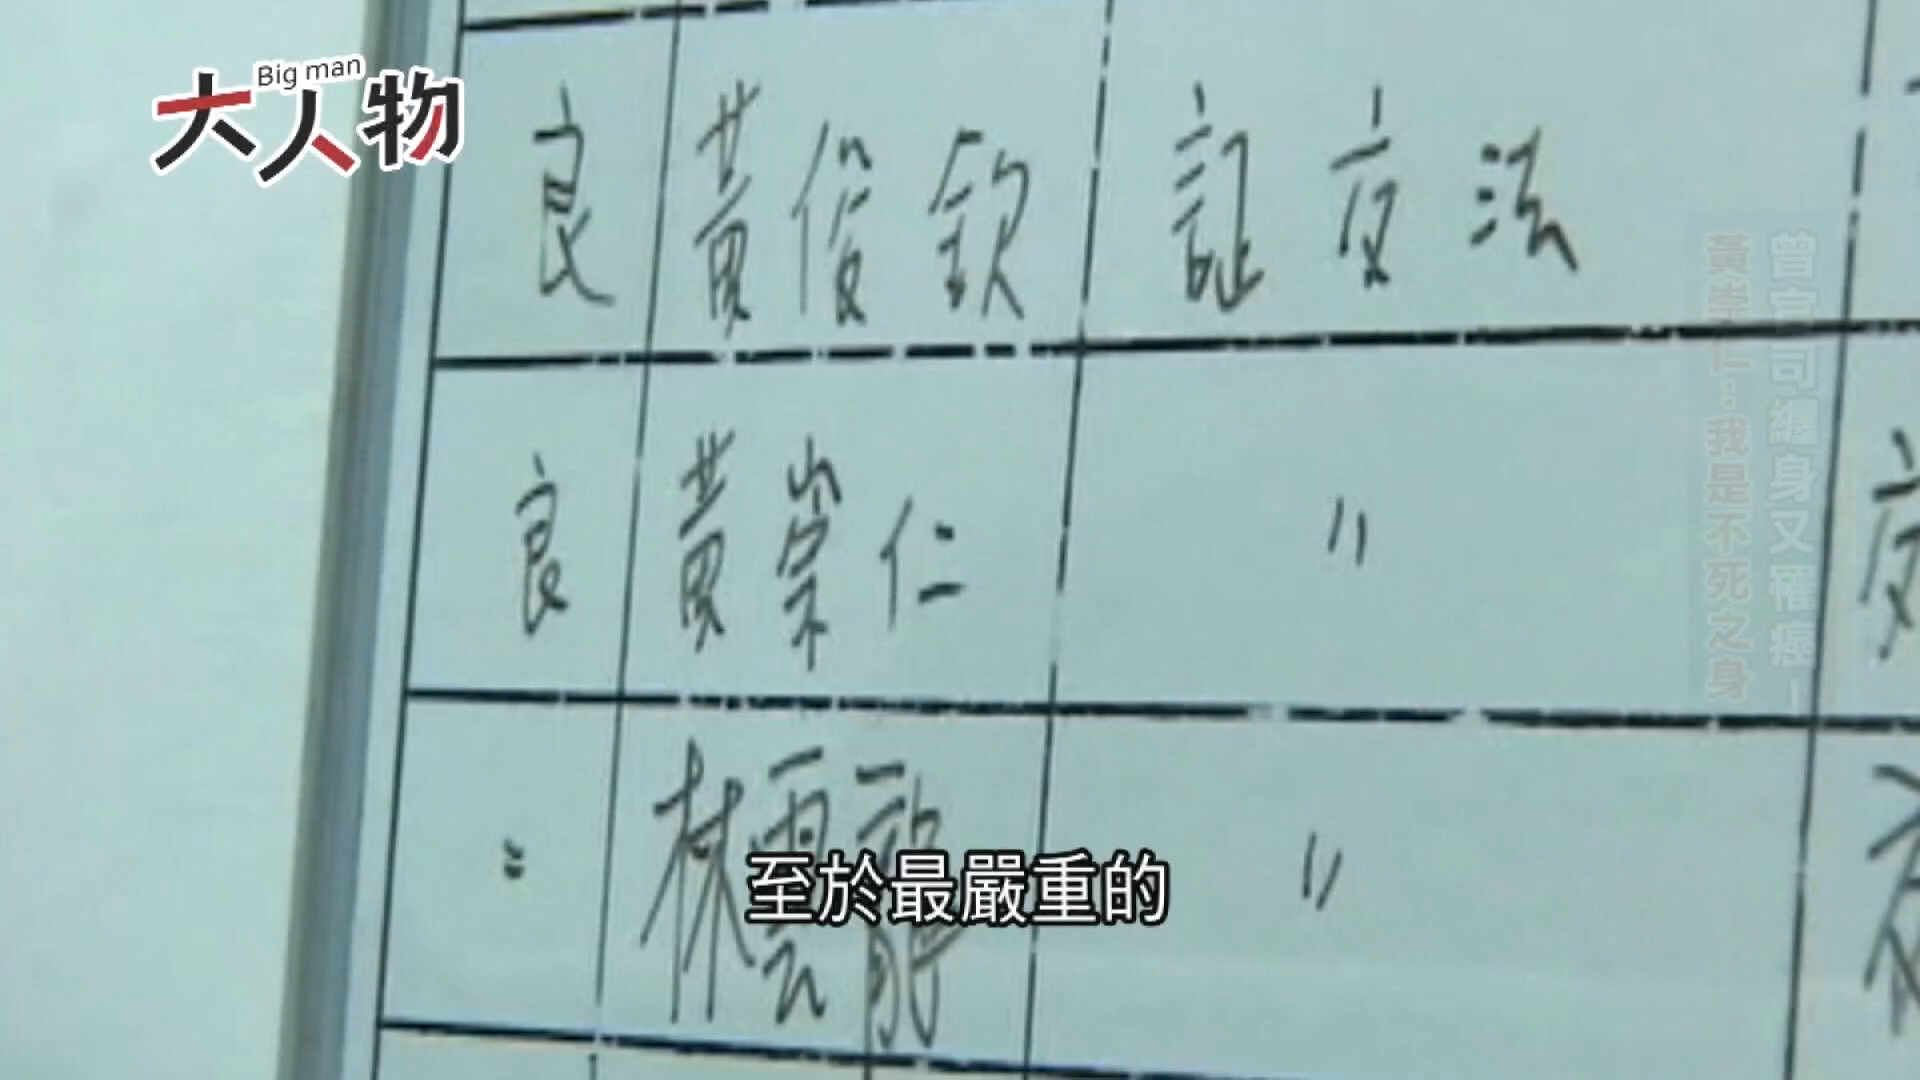 Big man
大人物
良 黃俊欽 証交法
良 黃崇仁 〃
〃 林雲龍 〃
曾官司纏身又罹癌！
黃崇仁：我是不死之身
至於最嚴重的